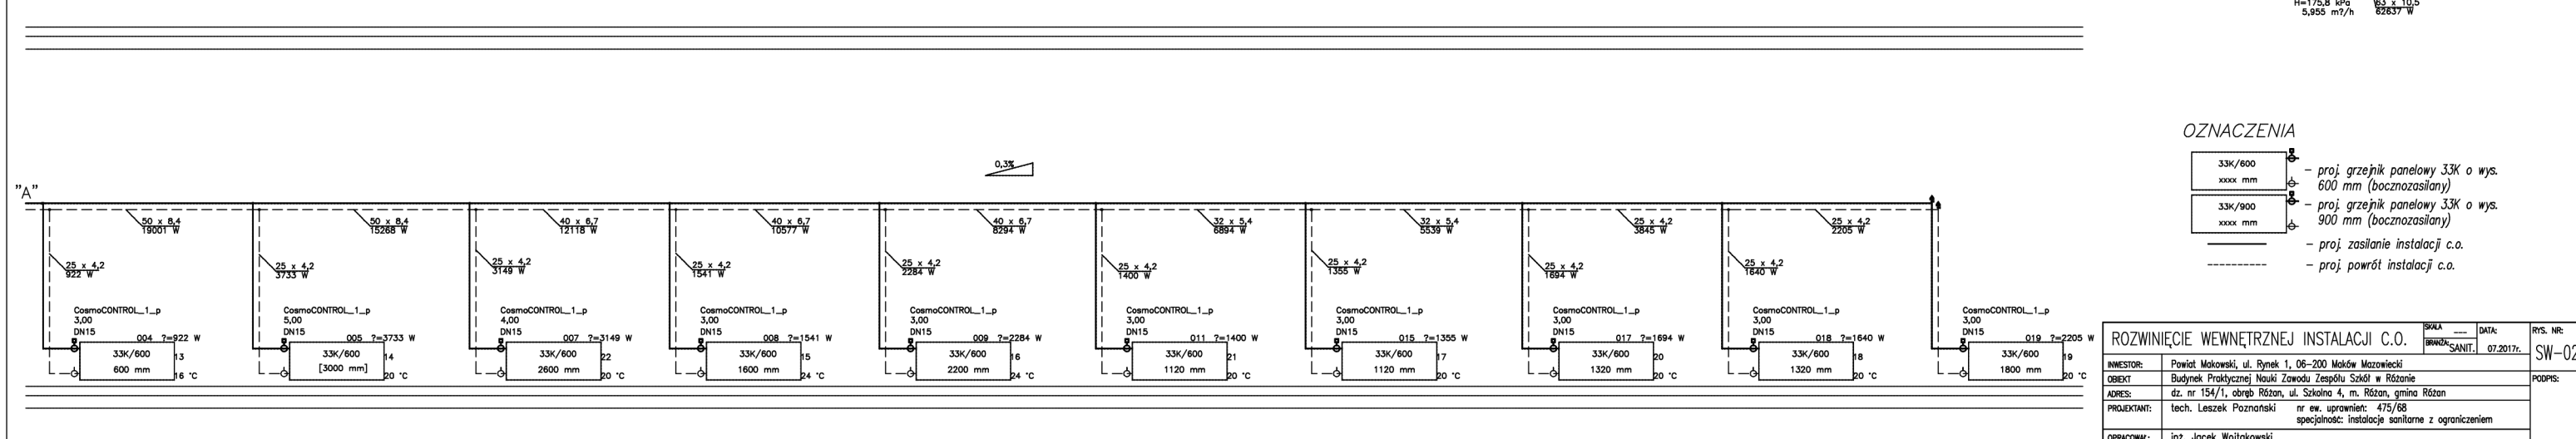 H=175,8 kPa
5,955 m?/h
63 x 10,5
62637 W
0,3%
"A"
50 x 8,4
19001 W
50 x 8,4
15268 W
40 x 6,7
12118 W
40 x 6,7
10577 W
40 x 6,7
8294 W
32 x 5,4
6894 W
32 x 5,4
5539 W
25 x 4,2
3845 W
25 x 4,2
2205 W
25 x 4,2
922 W
25 x 4,2
3733 W
25 x 4,2
3149 W
25 x 4,2
1541 W
25 x 4,2
2284 W
25 x 4,2
1400 W
25 x 4,2
1355 W
25 x 4,2
1694 W
25 x 4,2
1640 W
CosmoCONTROL_1_p
3,00
DN15
004 ?=922 W
33K/600
600 mm
13
16 °C
CosmoCONTROL_1_p
5,00
DN15
005 ?=3733 W
33K/600
[3000 mm]
14
20 °C
CosmoCONTROL_1_p
4,00
DN15
007 ?=3149 W
33K/600
2600 mm
22
20 °C
CosmoCONTROL_1_p
3,00
DN15
008 ?=1541 W
33K/600
1600 mm
15
24 °C
CosmoCONTROL_1_p
3,00
DN15
009 ?=2284 W
33K/600
2200 mm
16
24 °C
CosmoCONTROL_1_p
3,00
DN15
011 ?=1400 W
33K/600
1120 mm
21
20 °C
CosmoCONTROL_1_p
3,00
DN15
015 ?=1355 W
33K/600
1120 mm
17
20 °C
CosmoCONTROL_1_p
3,00
DN15
017 ?=1694 W
33K/600
1320 mm
20
20 °C
CosmoCONTROL_1_p
3,00
DN15
018 ?=1640 W
33K/600
1320 mm
18
20 °C
CosmoCONTROL_1_p
3,00
DN15
019 ?=2205 W
33K/600
1800 mm
19
20 °C
OZNACZENIA
33K/600
xxxx mm
- proj. grzejnik panelowy 33K o wys.
600 mm (bocznozasilany)
33K/900
xxxx mm
- proj. grzejnik panelowy 33K o wys.
900 mm (bocznozasilany)
- proj. zasilanie instalacji c.o.
- proj. powrót instalacji c.o.
ROZWINIĘCIE WEWNĘTRZNEJ INSTALACJI C.O.
SKALA ---
BRANŻA: SANIT.
DATA:
07.2017r.
RYS. NR:
SW-02
INWESTOR: Powiat Makowski, ul. Rynek 1, 06-200 Maków Mazowiecki
OBIEKT Budynek Praktycznej Nauki Zawodu Zespołu Szkół w Różanie
PODPIS:
ADRES: dz. nr 154/1, obręb Różan, ul. Szkolna 4, m. Różan, gmina Różan
PROJEKTANT: tech. Leszek Poznański nr ew. uprawnień: 475/68
specjalność: instalacje sanitarne z ograniczeniem
OPRACOWAŁ: inż. Jacek Wojtakowski